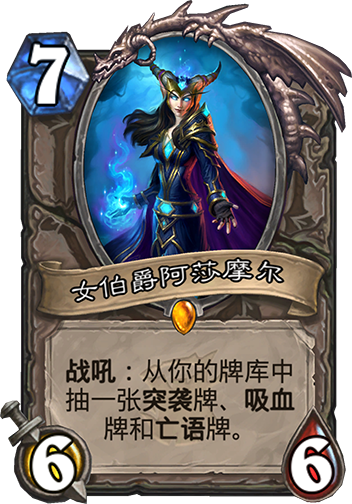 7
女伯爵阿莎摩尔
战吼：从你的牌库中
抽一张突袭牌、吸血
牌和亡语牌。
6
6